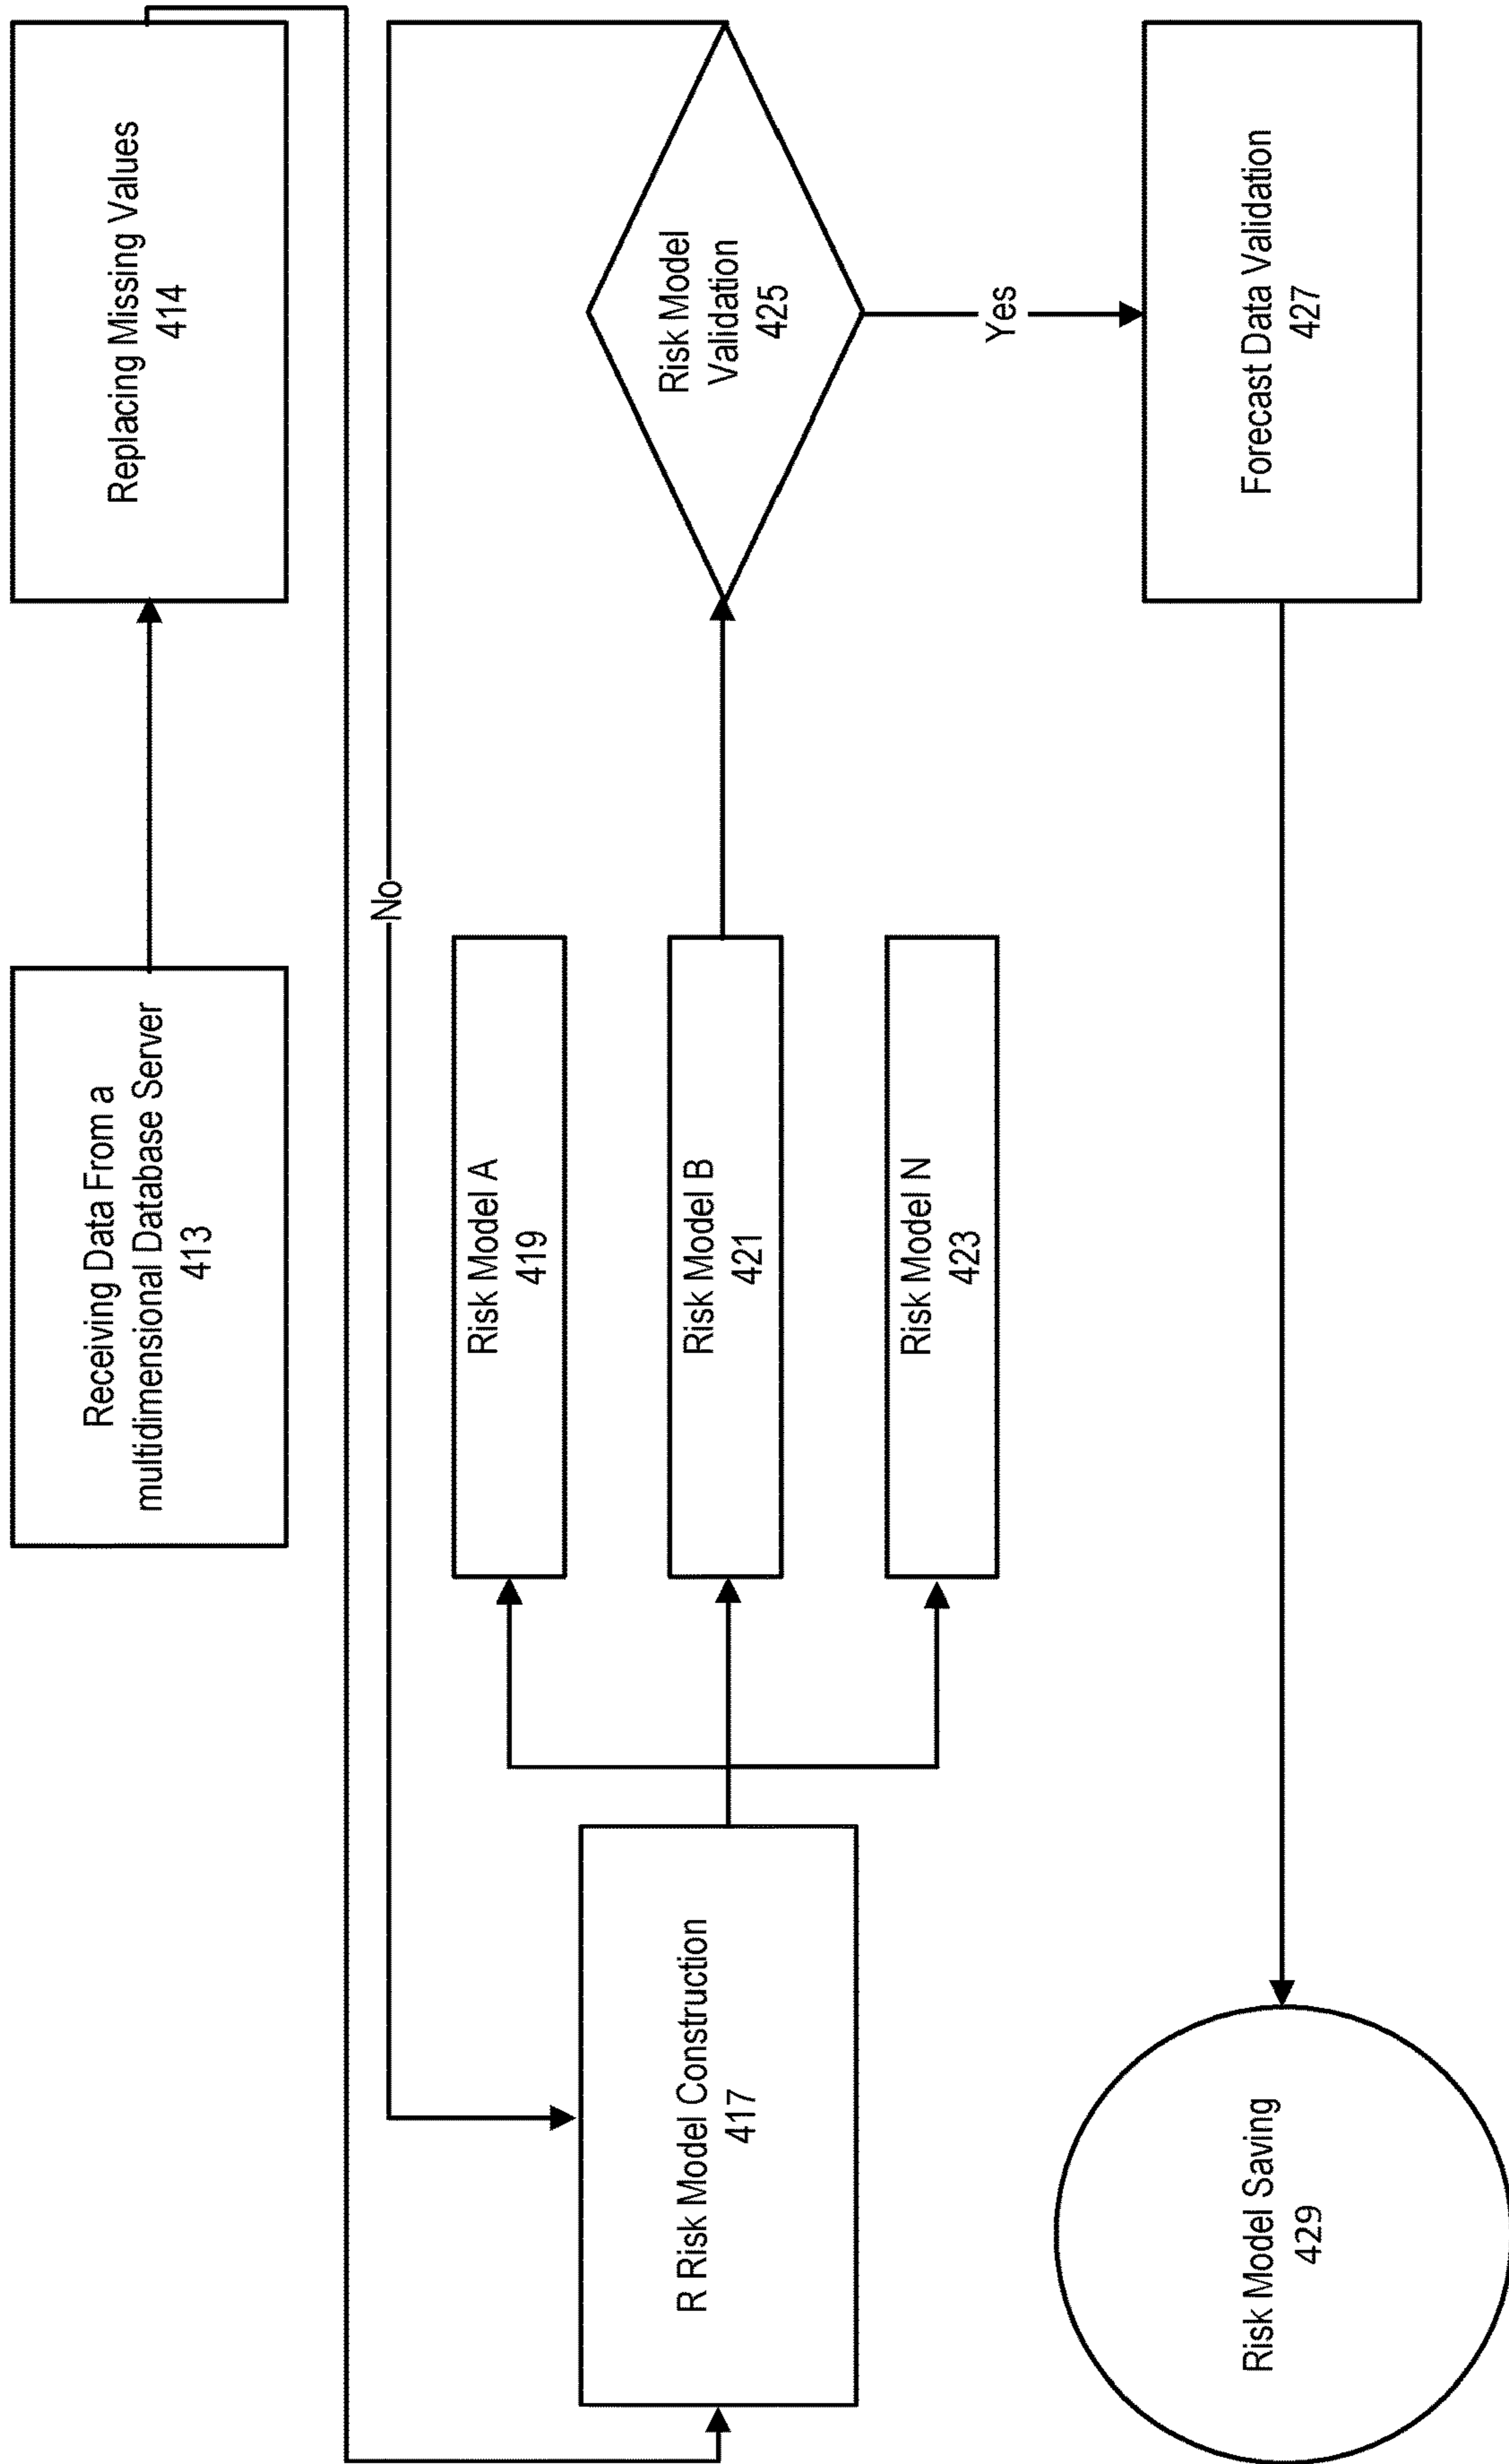 Receiving Data From a
multidimensional Database Server
413
Replacing Missing Values
414
No
R Risk Model Construction
417
Risk Model A
419
Risk Model B
421
Risk Model N
423
Risk Model
Validation
425
Yes
Forecast Data Validation
427
Risk Model Saving
429